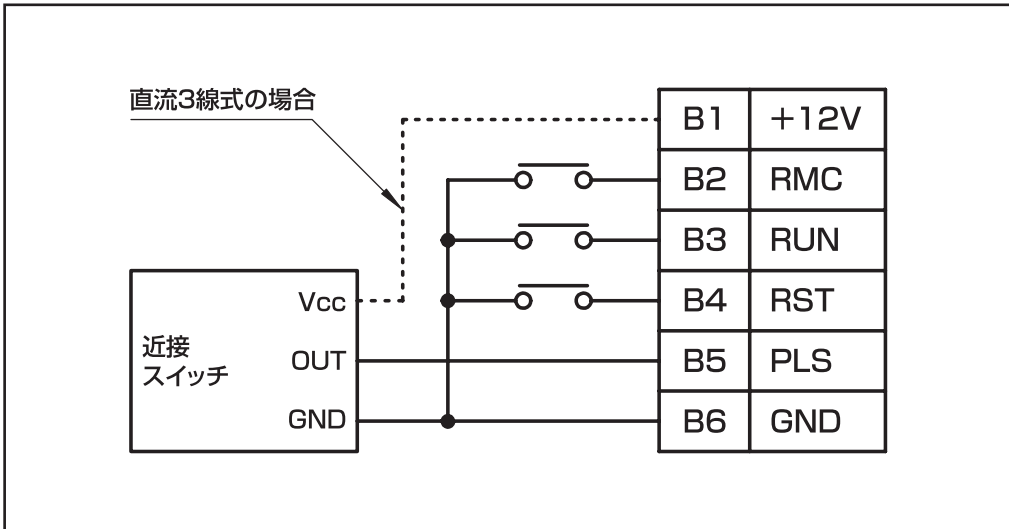 直流3線式の場合
B1 +12V
B2 RMC
B3 RUN
B4 RST
B5 PLS
B6 GND
近接
スイッチ
Vcc
OUT
GND